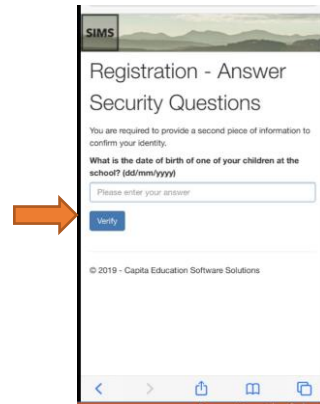 SIMS
Registration - Answer
Security Questions
You are required to provide a second piece of information to
confirm your identity.
What is the date of birth of one of your children at the
school? (dd/mm/yyyy)
Please enter your answer
Verify
© 2019 - Capita Education Software Solutions